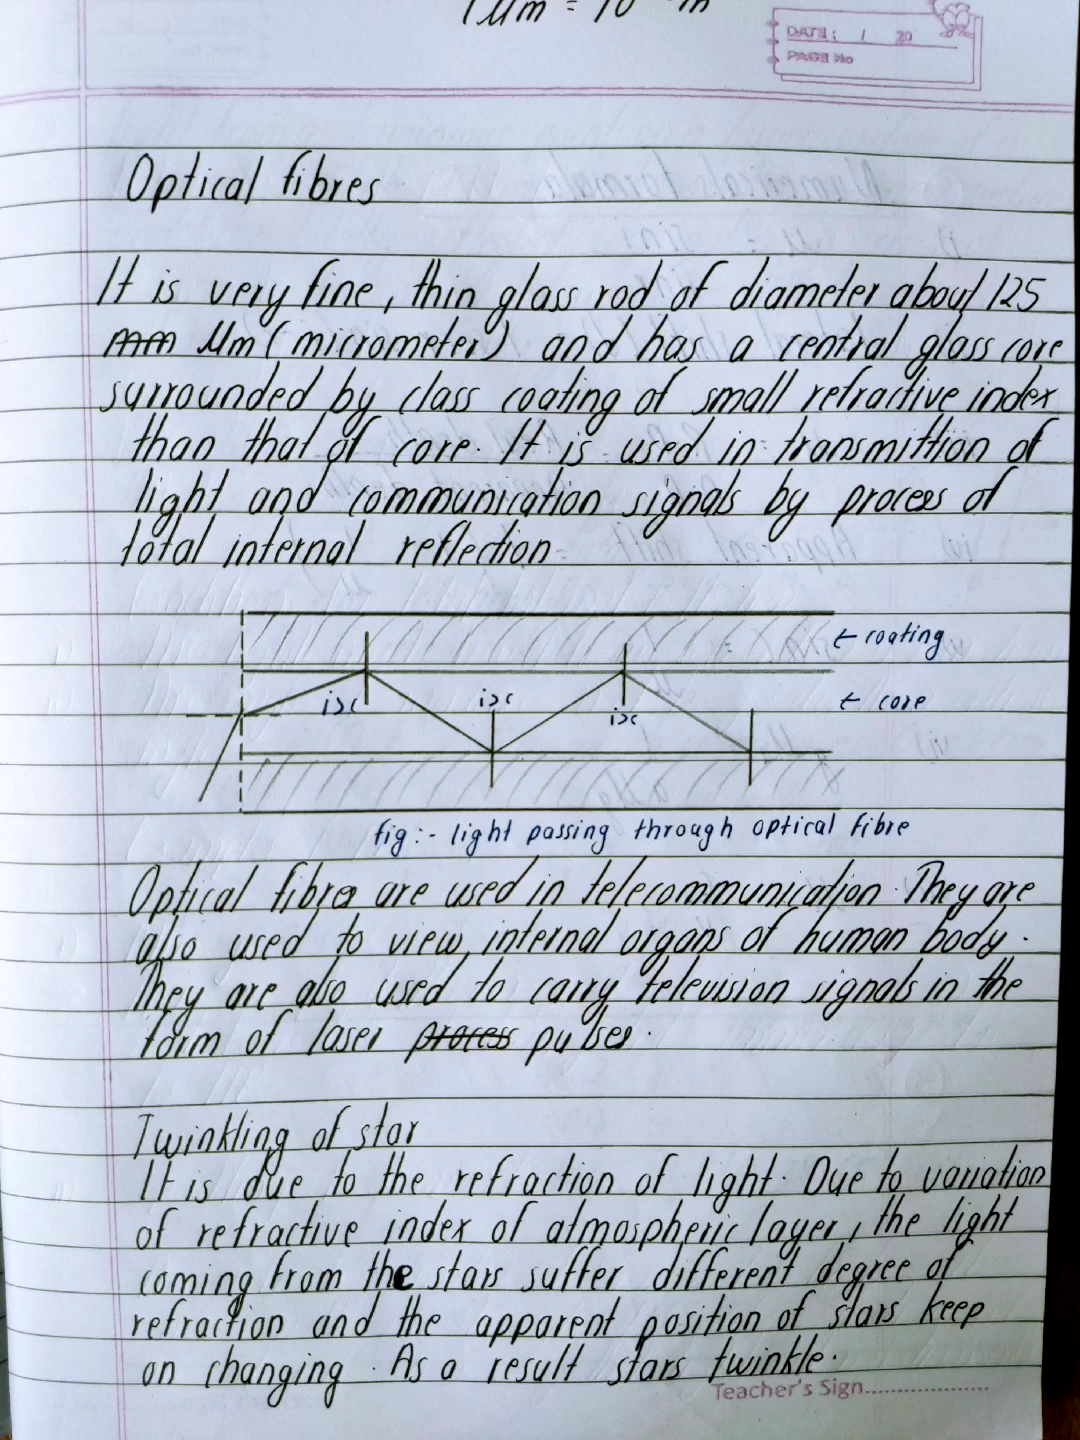 1 μm = 10 m
DATE: / 20
PAGE No
Optical fibres
It is very fine, thin glass rod of diameter about 125
mm μm (micrometer) and has a central glass core
surrounded by class coating of small refractive index
than that of core. It is used in transmittion of
light and communication signals by process of
total internal reflection
← coating
i>c i>c i>c
← core
fig:- light passing through optical fibre
Optical fibre are used in telecommunication. They are
also used to view internal organs of human body.
They are also used to carry television signals in the
form of laser process pulses.
Twinkling of star
It is due to the refraction of light. Due to variation
of refractive index of atmospheric layer, the light
coming from the stars suffer different degree of
refraction and the apparent position of stars keep
on changing. As a result stars twinkle.
Teacher's Sign....................